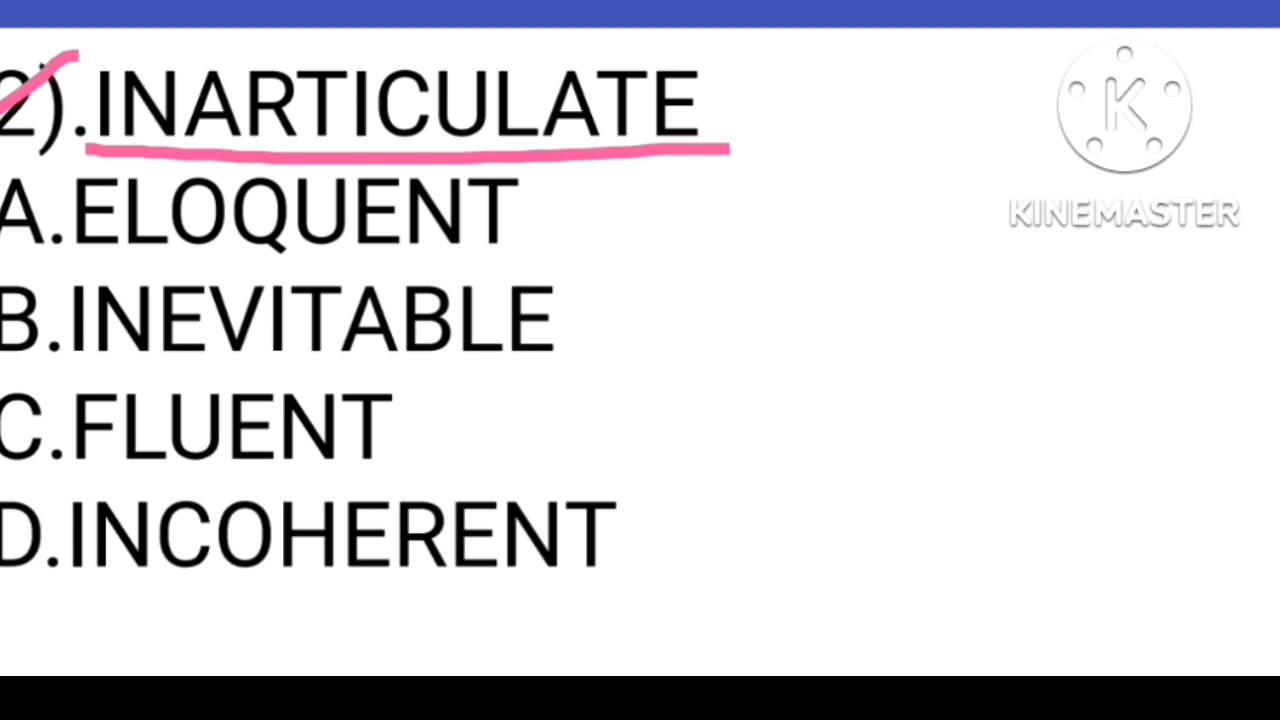 2).INARTICULATE
A.ELOQUENT
B.INEVITABLE
C.FLUENT
D.INCOHERENT
K
KINEMASTER